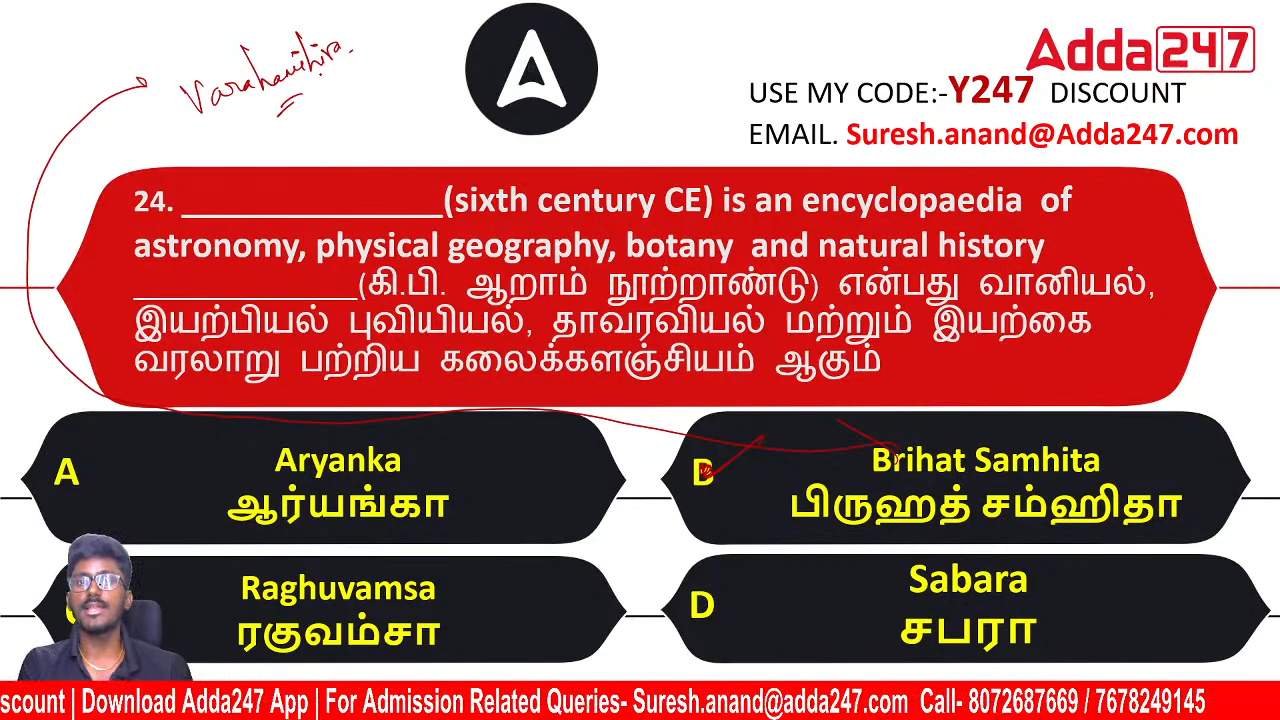 Varahamihira.
Adda247
USE MY CODE:-Y247 DISCOUNT
EMAIL. Suresh.anand@Adda247.com
24. ________________(sixth century CE) is an encyclopaedia of
astronomy, physical geography, botany and natural history
______________(கி.பி. ஆறாம் நூற்றாண்டு) என்பது வானியல்,
இயற்பியல் புவியியல், தாவரவியல் மற்றும் இயற்கை
வரலாறு பற்றிய கலைக்களஞ்சியம் ஆகும்
A
Aryanka
ஆர்யங்கா
B
Brihat Samhita
பிருஹத் சம்ஹிதா
Raghuvamsa
ரகுவம்சா
D
Sabara
சபரா
scount | Download Adda247 App | For Admission Related Queries- Suresh.anand@adda247.com Call- 8072687669 / 7678249145